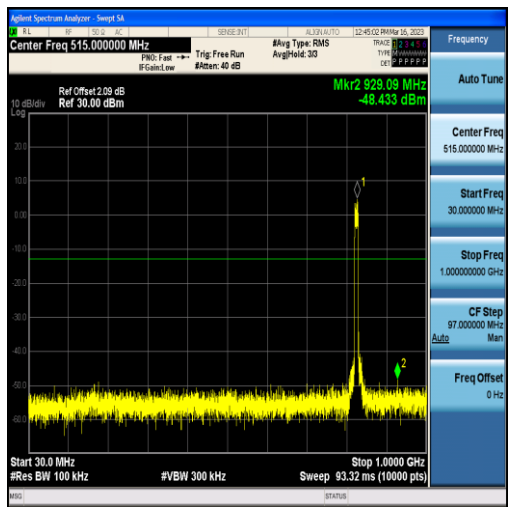 Agilent Spectrum Analyzer - Swept SA
RL RF 50 Ω AC SENSE:INT ALIGN AUTO 12:45:02 PM Mar 16, 2023
Center Freq 515.000000 MHz
PNO: Fast
IFGain:Low
Trig: Free Run
#Atten: 40 dB
#Avg Type: RMS
Avg|Hold: 3/3
TRACE 1 2 3 4 5 6
TYPE M
DET P P P P P P
Ref Offset 2.09 dB
Ref 30.00 dBm
10 dB/div
Log
Mkr2 929.09 MHz
-48.433 dBm
20.0
10.0
0.00
-10.0
-20.0
-30.0
-40.0
-50.0
-60.0
1
2
Start 30.0 MHz
Stop 1.0000 GHz
#Res BW 100 kHz
#VBW 300 kHz
Sweep 93.32 ms (10000 pts)
MSG
STATUS
Frequency
Auto Tune
Center Freq
515.000000 MHz
Start Freq
30.000000 MHz
Stop Freq
1.000000000 GHz
CF Step
97.000000 MHz
Auto Man
Freq Offset
0 Hz